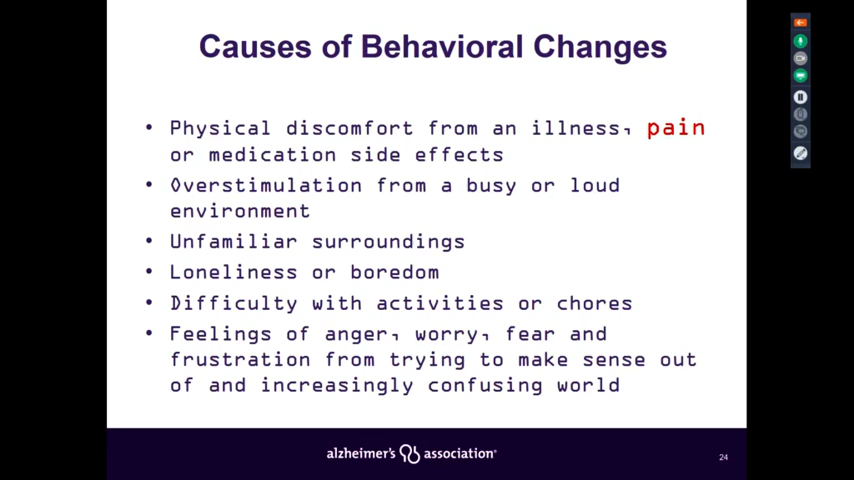 Causes of Behavioral Changes
• Physical discomfort from an illness, pain
or medication side effects
• Overstimulation from a busy or loud
environment
• Unfamiliar surroundings
• Loneliness or boredom
• Difficulty with activities or chores
• Feelings of anger, worry, fear and
frustration from trying to make sense out
of and increasingly confusing world
alzheimer's association®
24